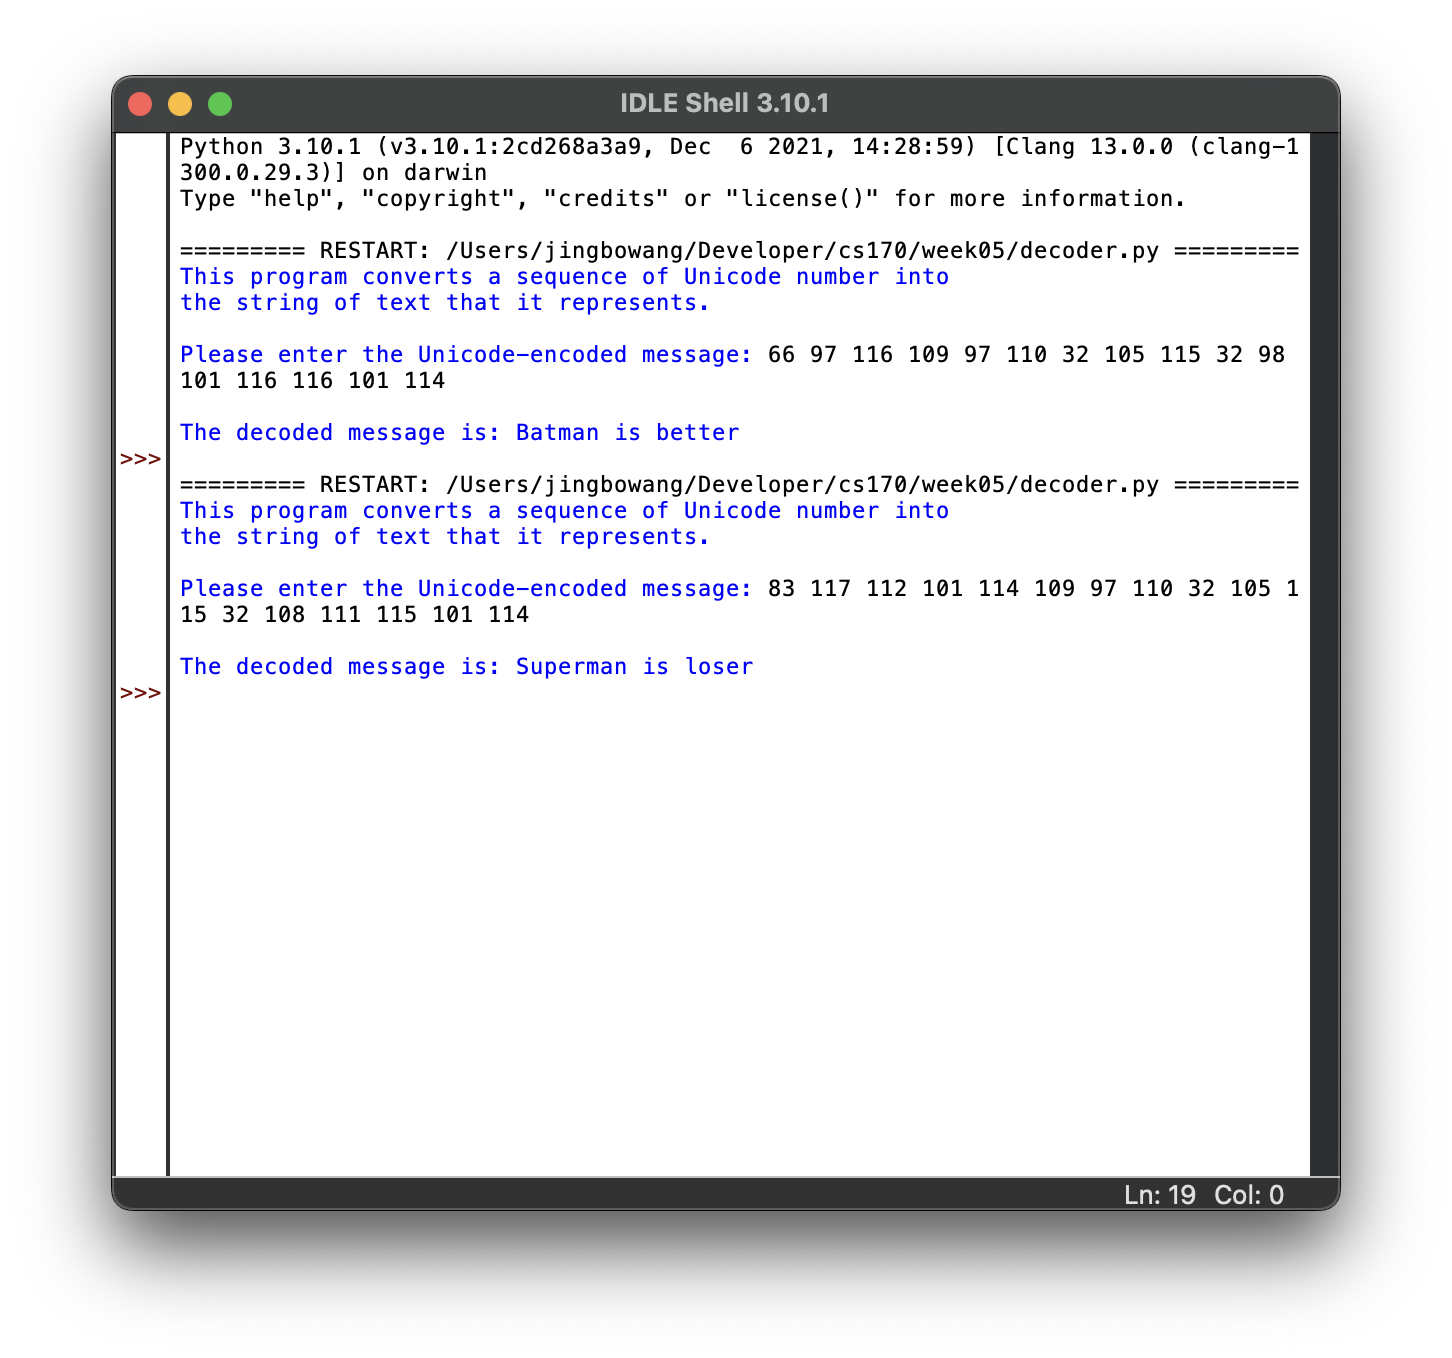 IDLE Shell 3.10.1
Python 3.10.1 (v3.10.1:2cd268a3a9, Dec  6 2021, 14:28:59) [Clang 13.0.0 (clang-1
300.0.29.3)] on darwin
Type "help", "copyright", "credits" or "license()" for more information.
========= RESTART: /Users/jingbowang/Developer/cs170/week05/decoder.py =========
This program converts a sequence of Unicode number into
the string of text that it represents.
Please enter the Unicode-encoded message: 66 97 116 109 97 110 32 105 115 32 98
101 116 116 101 114
The decoded message is: Batman is better
>>>
========= RESTART: /Users/jingbowang/Developer/cs170/week05/decoder.py =========
This program converts a sequence of Unicode number into
the string of text that it represents.
Please enter the Unicode-encoded message: 83 117 112 101 114 109 97 110 32 105 1
15 32 108 111 115 101 114
The decoded message is: Superman is loser
>>>
Ln: 19 Col: 0